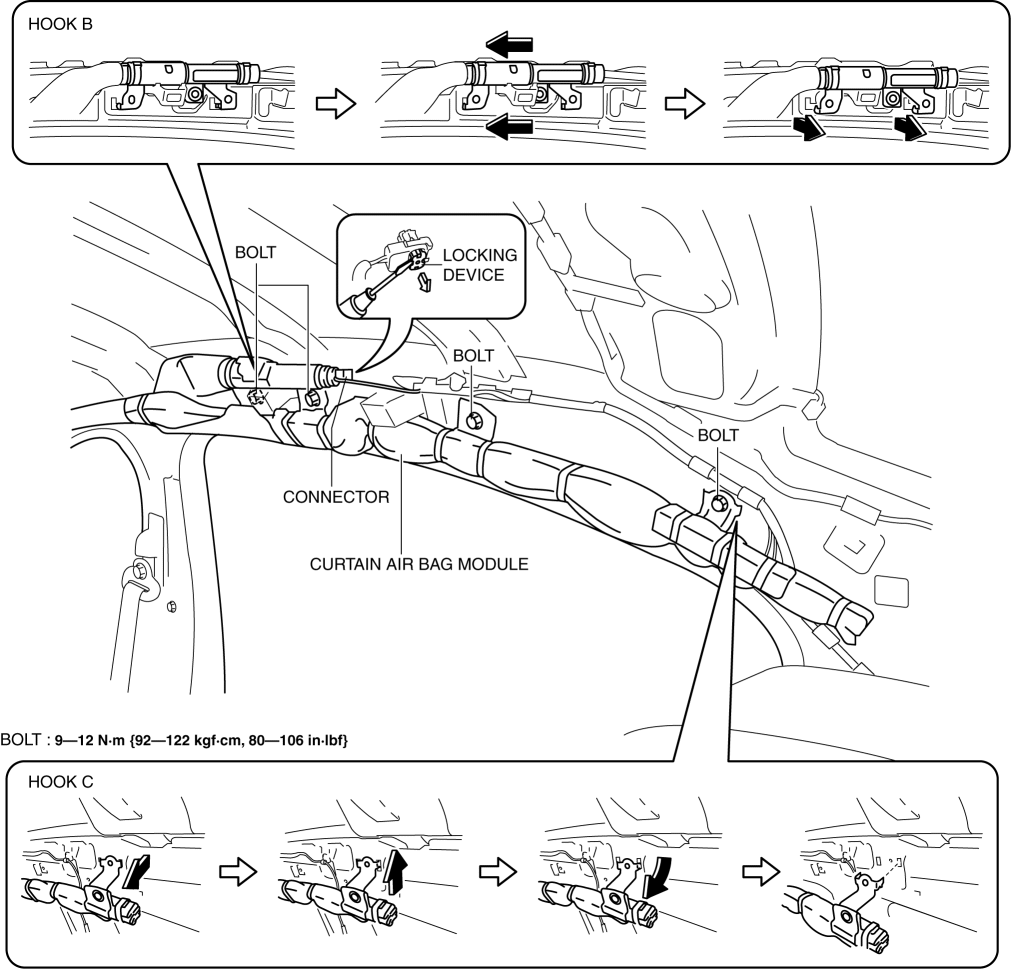 HOOK B
BOLT
LOCKING
DEVICE
BOLT
BOLT
CONNECTOR
CURTAIN AIR BAG MODULE
BOLT : 9—12 N·m {92—122 kgf·cm, 80—106 in·lbf}
HOOK C